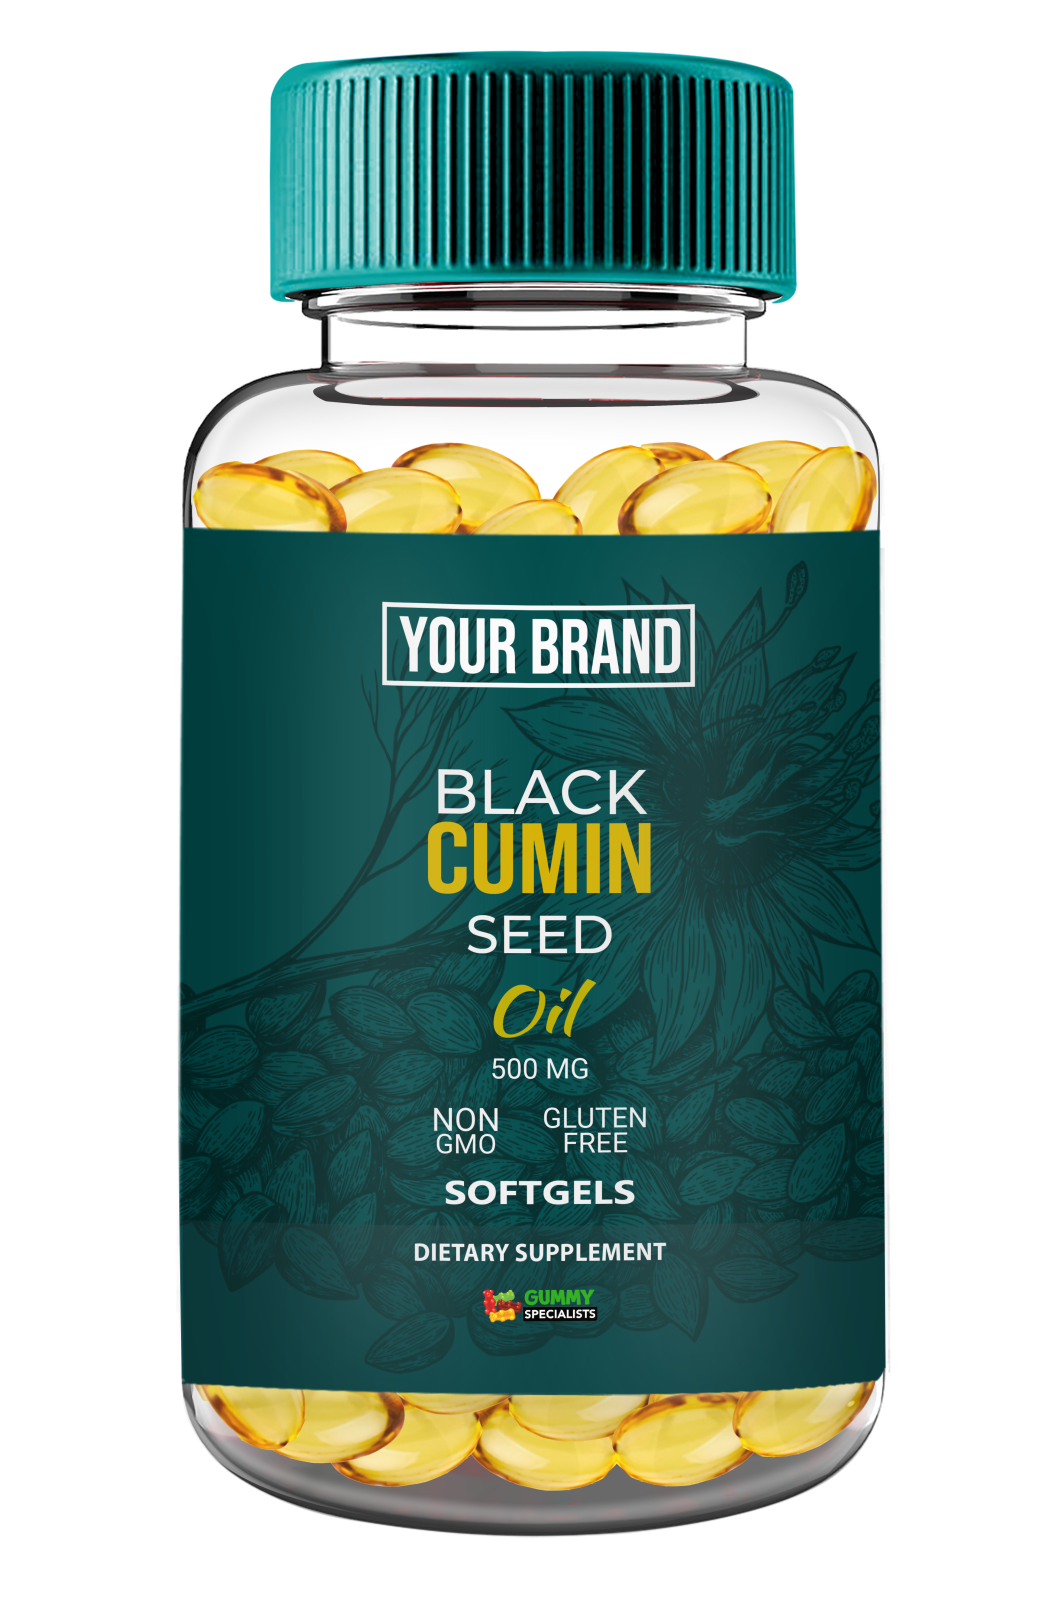 YOUR BRAND
BLACK
CUMIN
SEED
Oil
500 MG
NON GMO
GLUTEN FREE
SOFTGELS
DIETARY SUPPLEMENT
GUMMY
SPECIALISTS